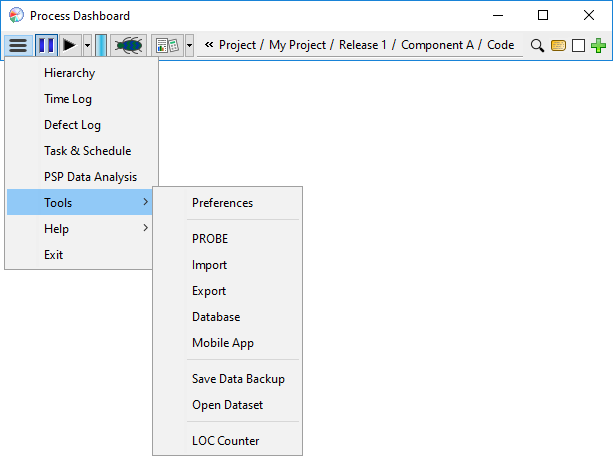 Process Dashboard
« Project / My Project / Release 1 / Component A / Code
Hierarchy
Time Log
Defect Log
Task & Schedule
PSP Data Analysis
Tools
Help
Exit
Preferences
PROBE
Import
Export
Database
Mobile App
Save Data Backup
Open Dataset
LOC Counter